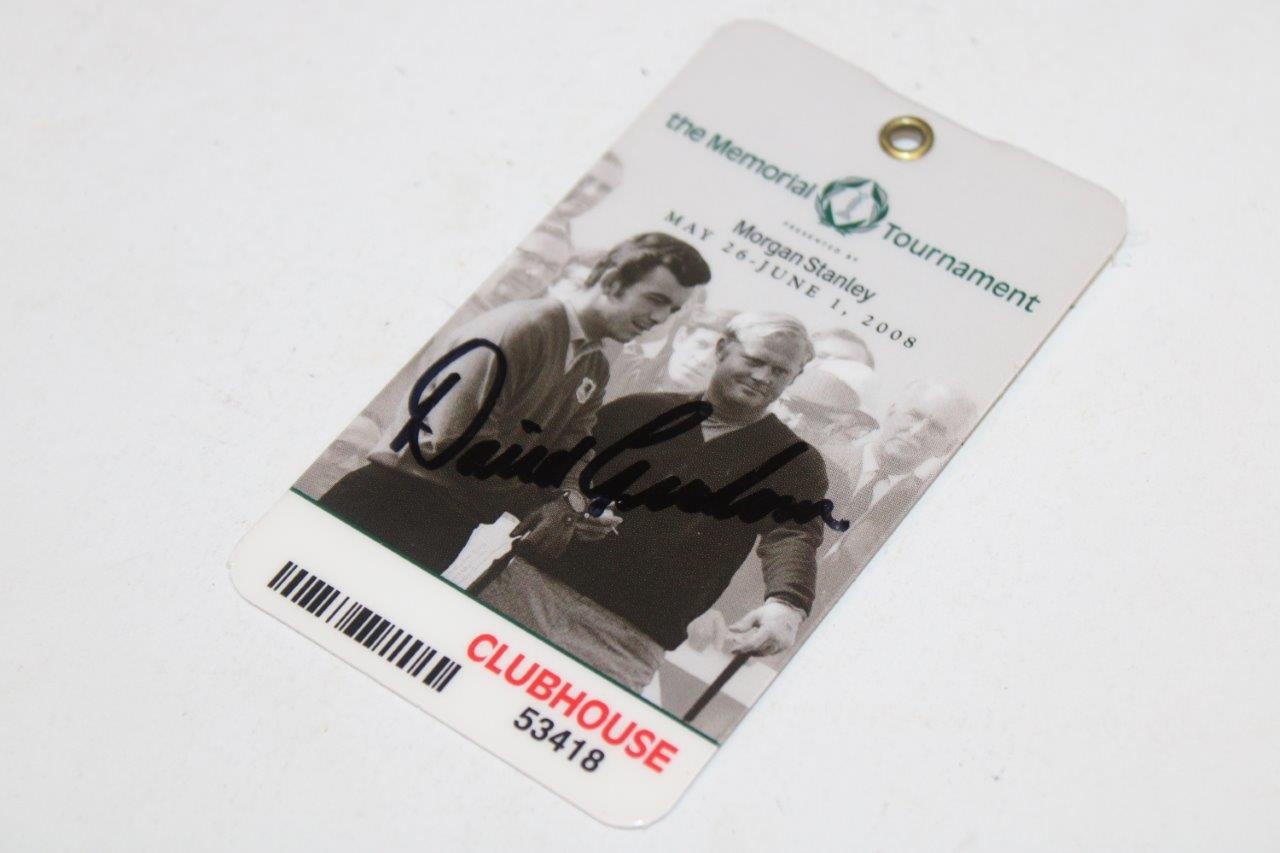 the Memorial Tournament
PRESENTED BY
Morgan Stanley
MAY 26-JUNE 1, 2008
David Graham
CLUBHOUSE
53418